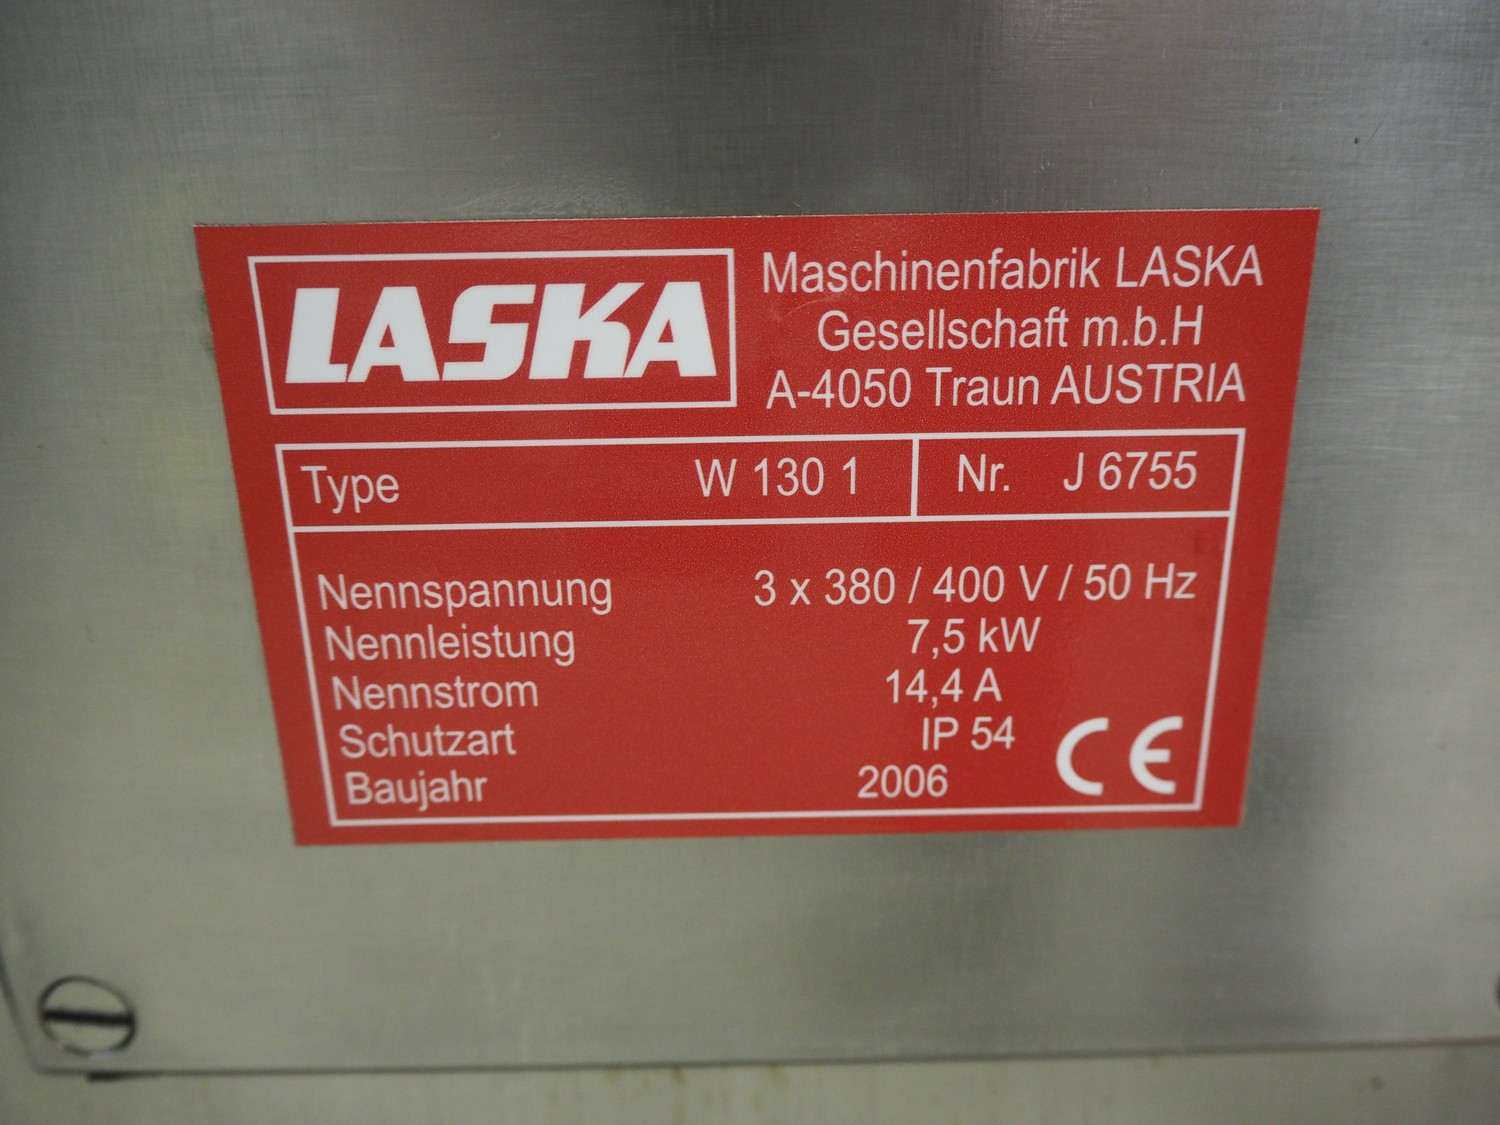 LASKA
Maschinenfabrik LASKA
Gesellschaft m.b.H
A-4050 Traun AUSTRIA
Type W 130 1 Nr. J 6755
Nennspannung 3 x 380 / 400 V / 50 Hz
Nennleistung 7,5 kW
Nennstrom 14,4 A
Schutzart IP 54
Baujahr 2006
CE